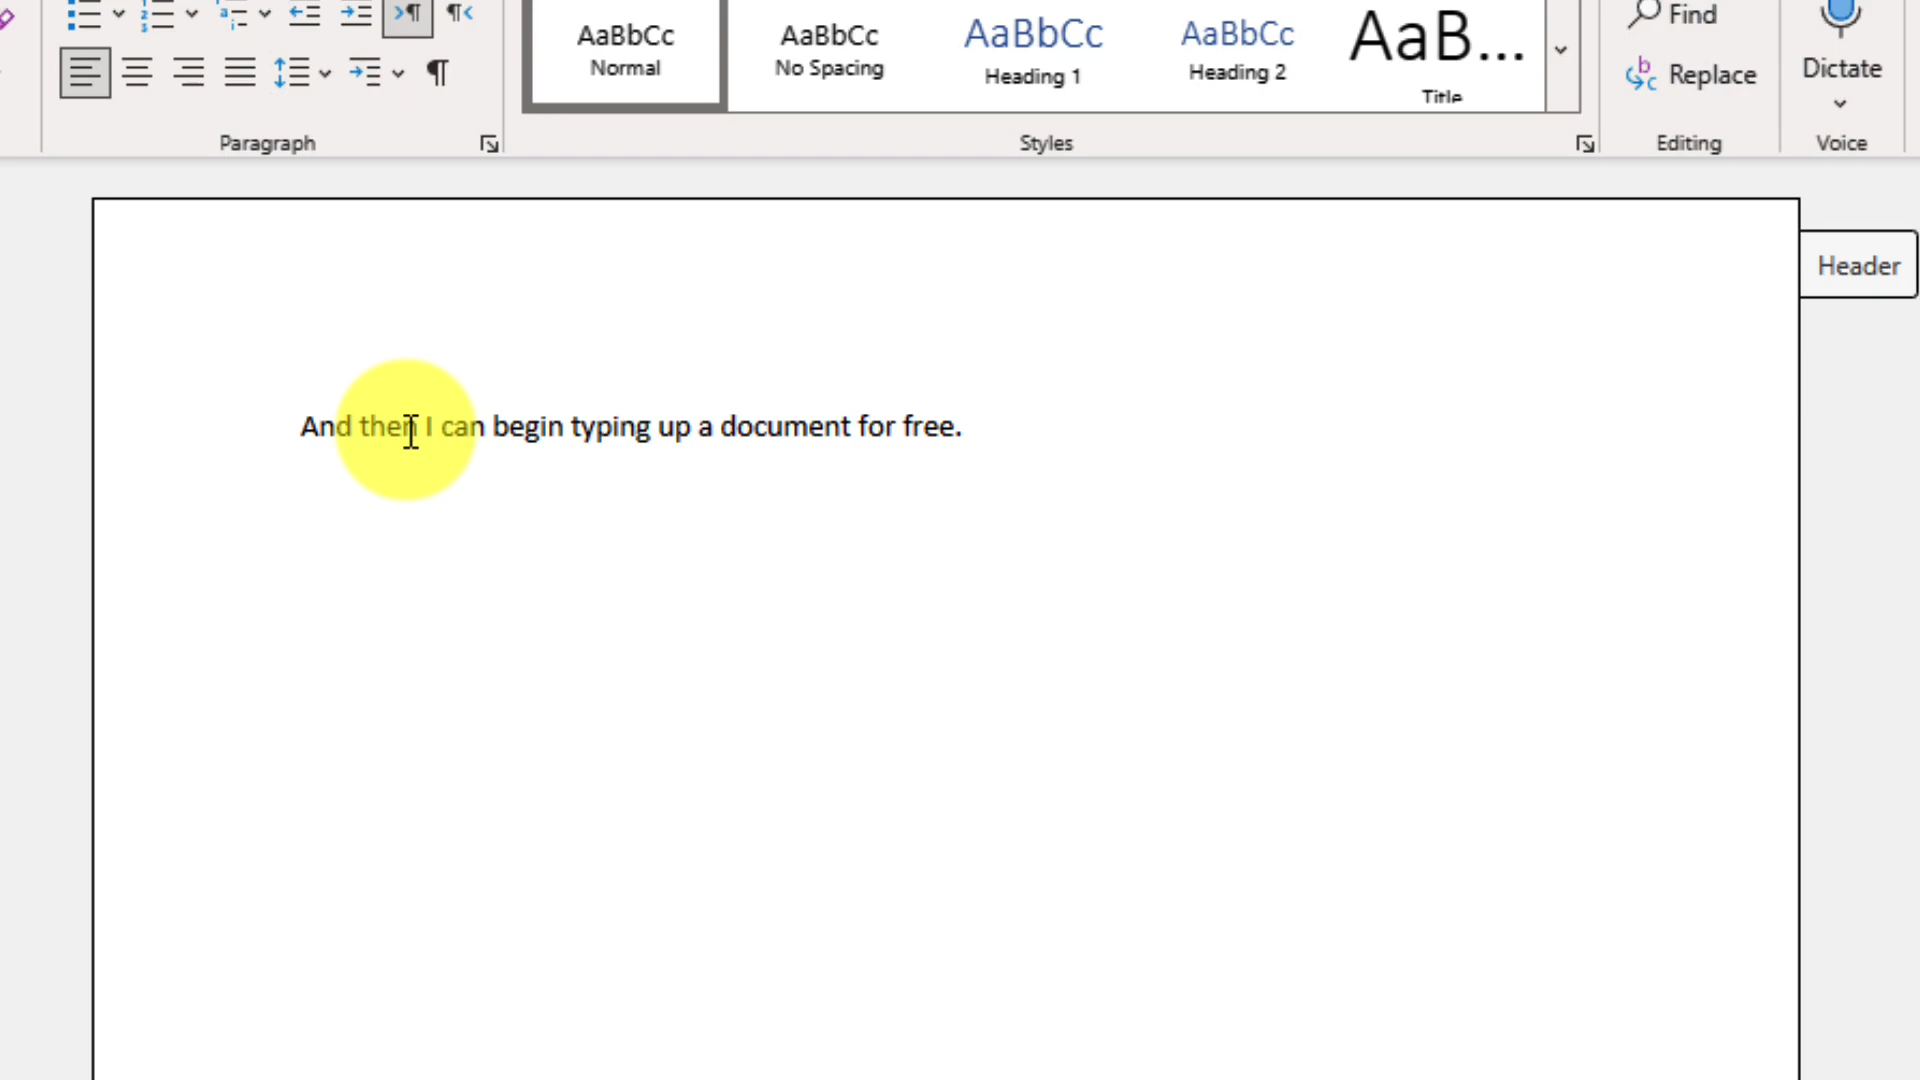 Find
AaBbCc AaBbCc AaBbCc AaBbCc AaB...
Normal No Spacing Heading 1 Heading 2 Title
Replace
Dictate
Paragraph Styles Editing Voice
Header
And then I can begin typing up a document for free.